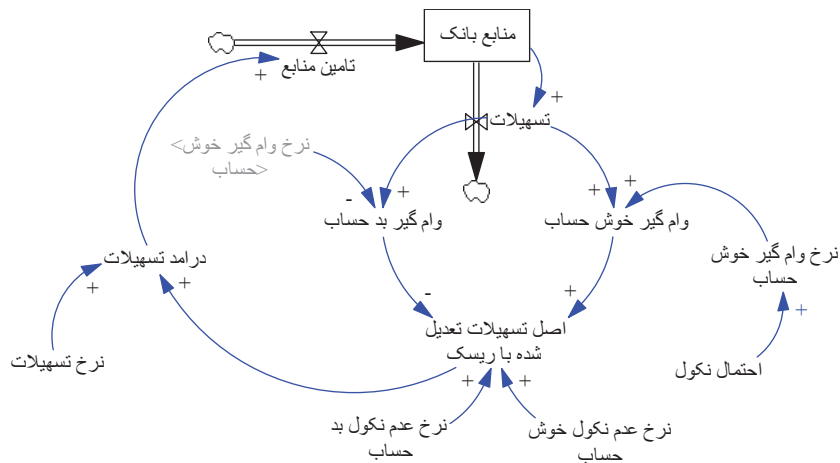 منابع بانک
تامین منابع
+
+
تسهیلات
<نرخ وام گیر خوش
حساب>
-
+
+
+
وام گیر بد حساب
وام گیر خوش حساب
نرخ وام گیر خوش
حساب
درامد تسهیلات
+
+
-
+
+
اصل تسهیلات تعدیل
شده با ریسک
نرخ تسهیلات
احتمال نکول
+
+
نرخ عدم نکول بد
حساب
نرخ عدم نکول خوش
حساب